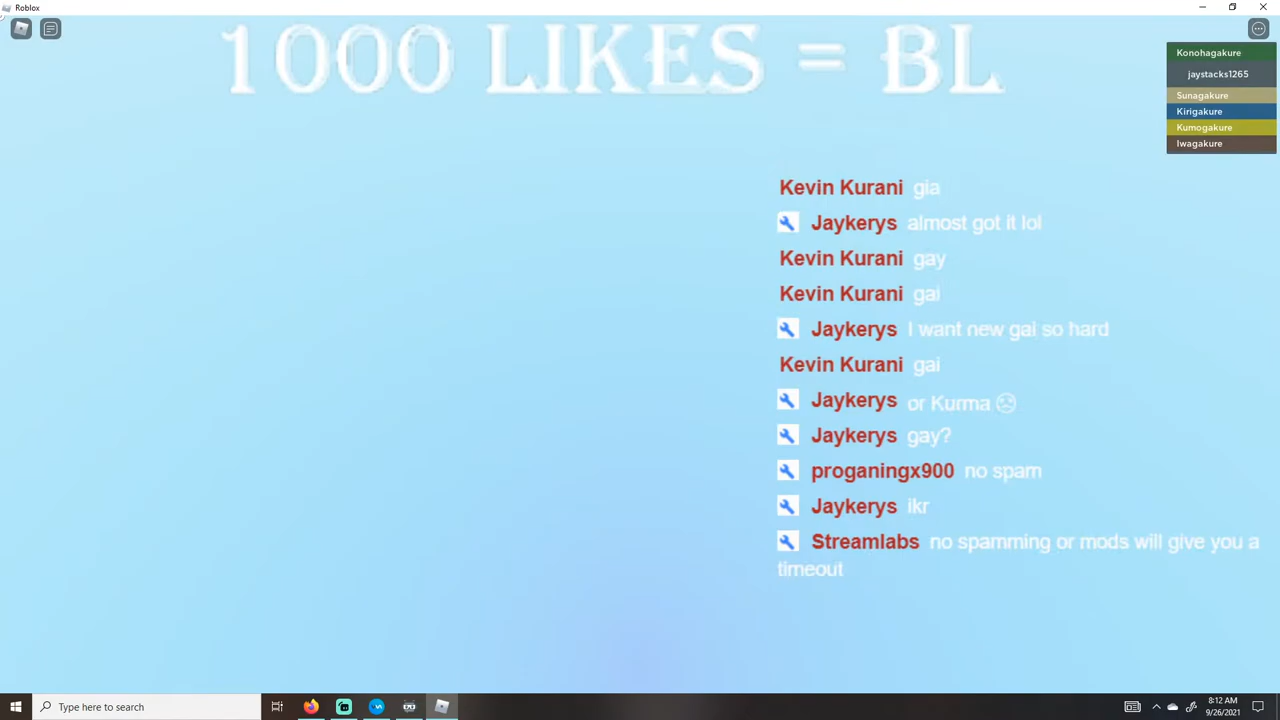 Roblox
1000 LIKES = BL
Konohagakure
jaystacks1265
Sunagakure
Kirigakure
Kumogakure
Iwagakure
Kevin Kurani gia
Jaykerys almost got it lol
Kevin Kurani gay
Kevin Kurani gai
Jaykerys I want new gai so hard
Kevin Kurani gai
Jaykerys or Kurma 😢
Jaykerys gay?
proganingx900 no spam
Jaykerys ikr
Streamlabs no spamming or mods will give you a
timeout
Type here to search
8:12 AM
9/26/2021